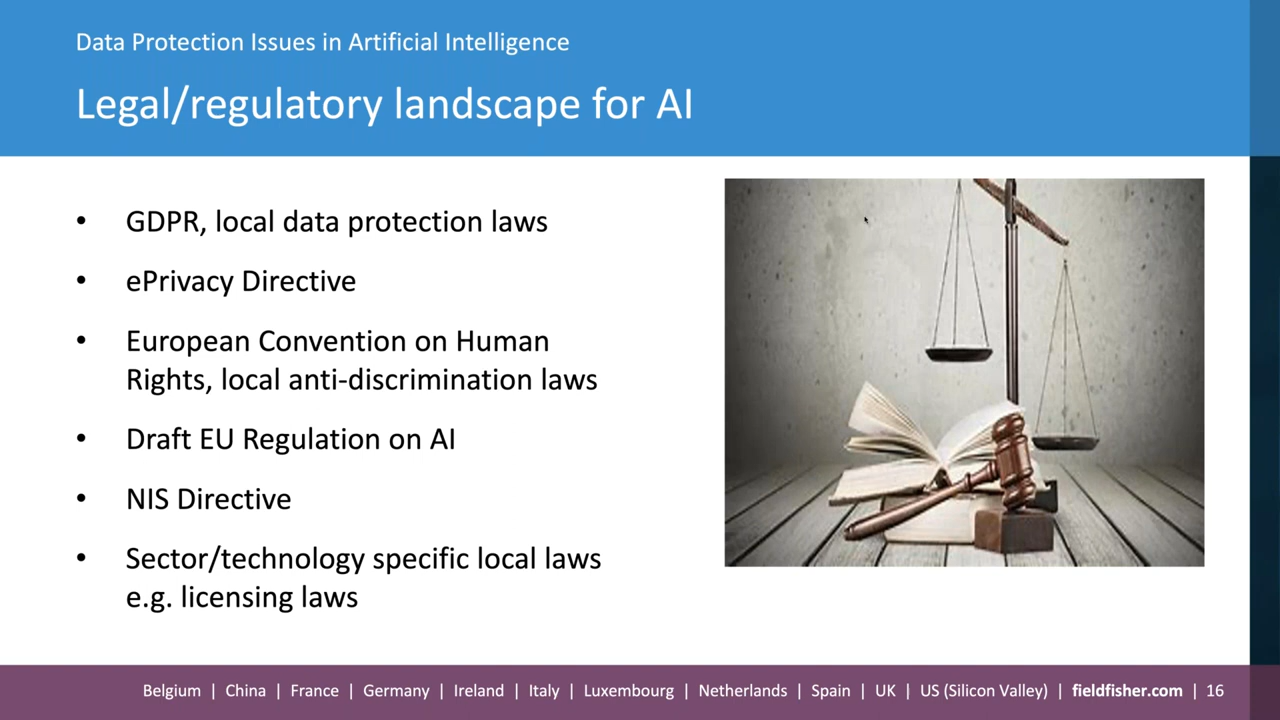 Data Protection Issues in Artificial Intelligence
Legal/regulatory landscape for AI
• GDPR, local data protection laws
• ePrivacy Directive
• European Convention on Human
Rights, local anti-discrimination laws
• Draft EU Regulation on AI
• NIS Directive
• Sector/technology specific local laws
e.g. licensing laws
Belgium | China | France | Germany | Ireland | Italy | Luxembourg | Netherlands | Spain | UK | US (Silicon Valley) | fieldfisher.com | 16